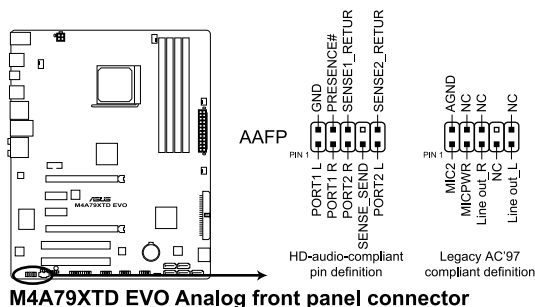 GND
PRESENCE#
SENSE1_RETUR
SENSE2_RETUR
AGND
NC
NC
NC
AAFP
PIN 1
PIN 1
PORT1 L
PORT1 R
PORT2 R
SENSE_SEND
PORT2 L
MIC2
MICPWR
Line out_R
NC
Line out_L
/ISUS
M4A79XTD EVO
HD-audio-compliant
pin definition
Legacy AC'97
compliant definition
M4A79XTD EVO Analog front panel connector